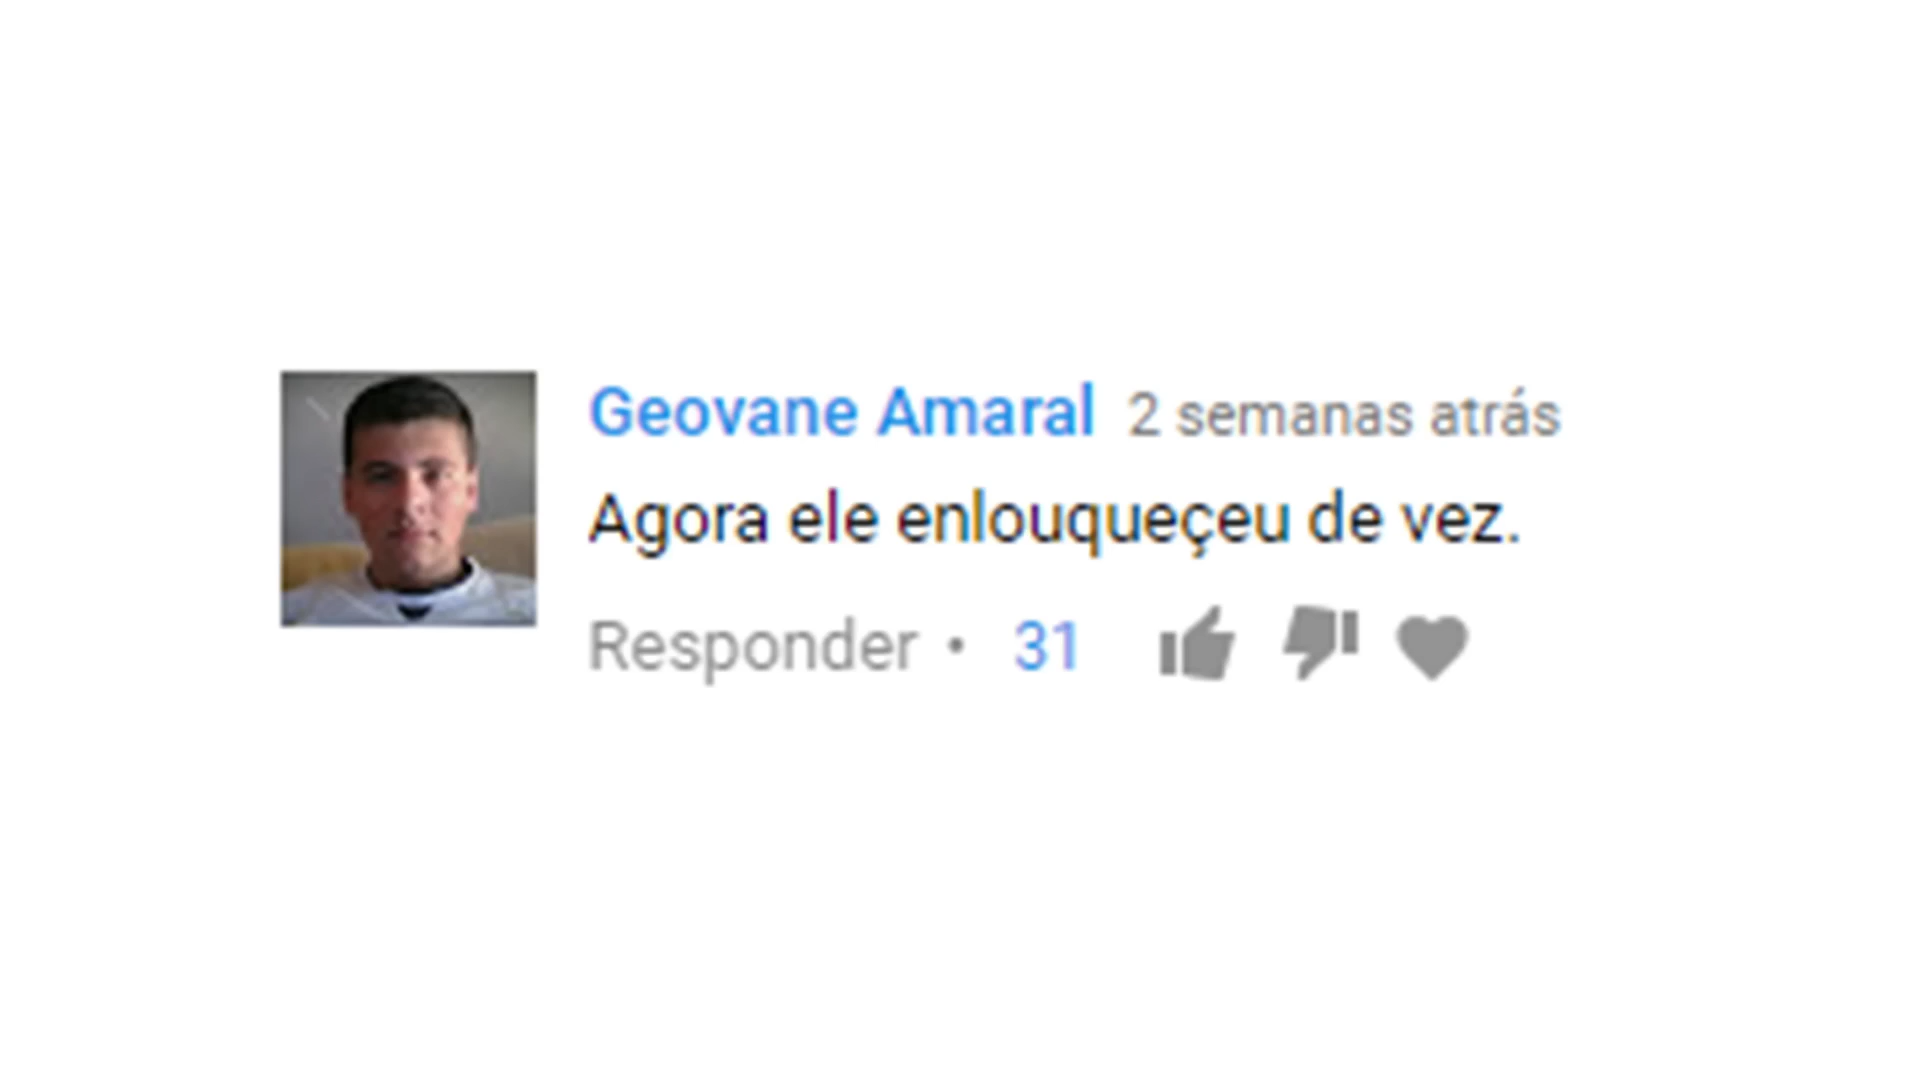 Geovane Amaral 2 semanas atrás
Agora ele enlouqueçeu de vez.
Responder • 31